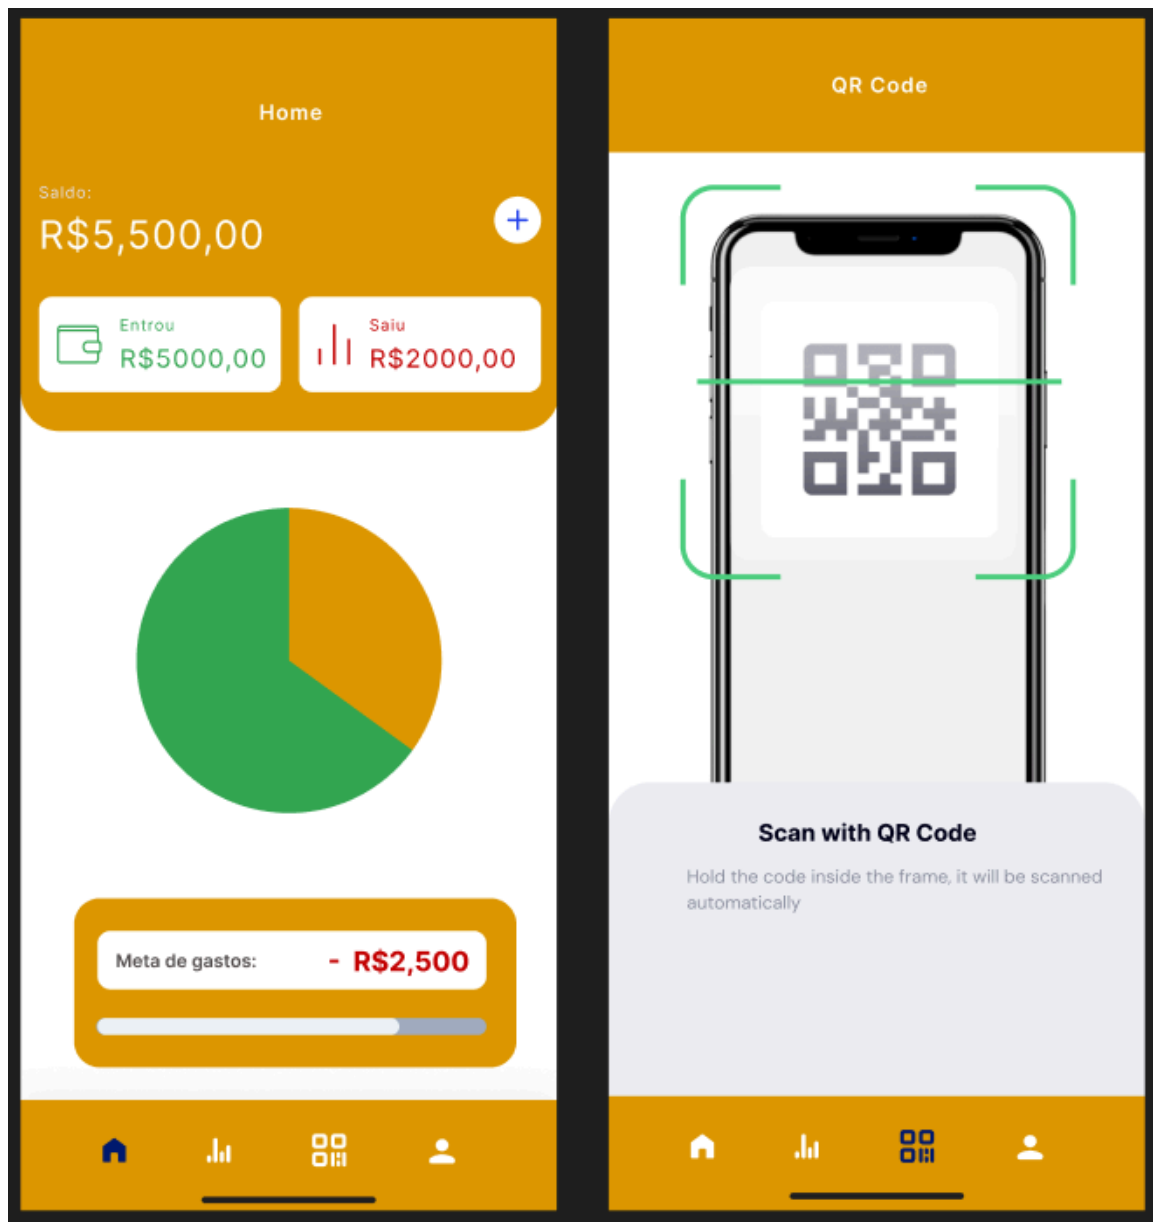 Home
Saldo:
R$5,500,00
Entrou
R$5000,00
Saiu
R$2000,00
Meta de gastos:
- R$2,500
QR Code
Scan with QR Code
Hold the code inside the frame, it will be scanned
automatically